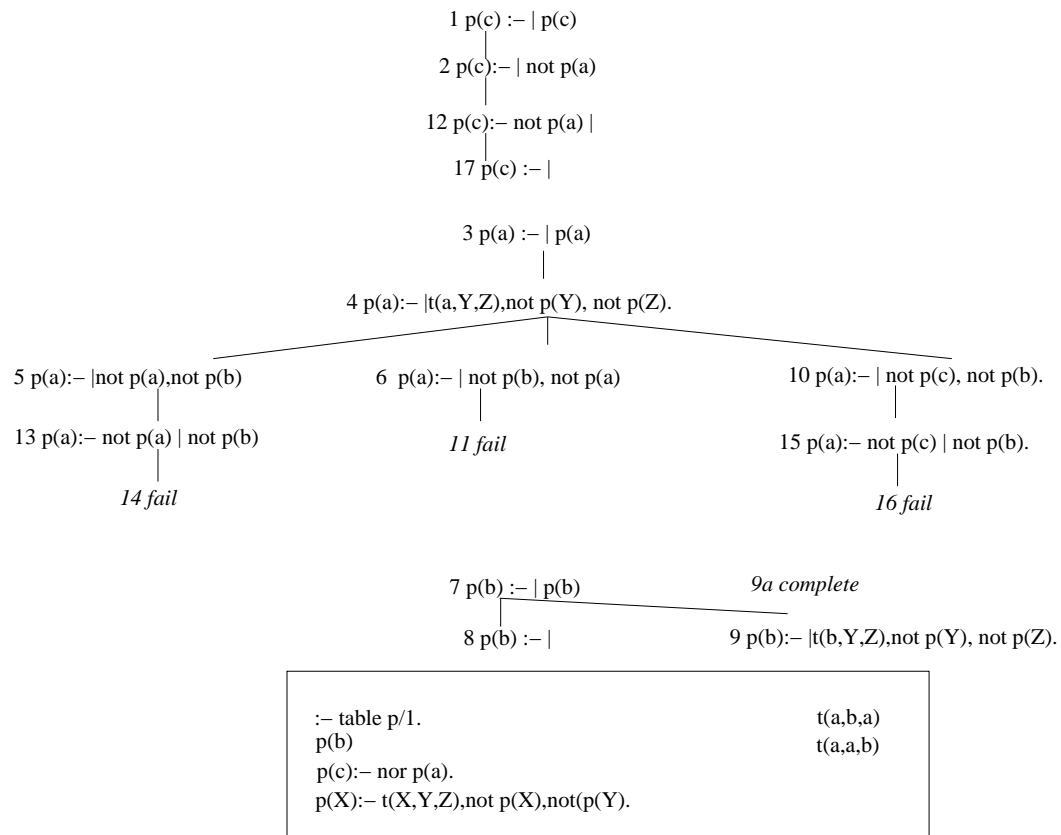 1 p(c) :– | p(c)
2 p(c):– | not p(a)
12 p(c):– not p(a) |
17 p(c) :– |
3 p(a) :– | p(a)
4 p(a):– |t(a,Y,Z),not p(Y), not p(Z).
5 p(a):– |not p(a),not p(b)
6 p(a):– | not p(b), not p(a)
10 p(a):– | not p(c), not p(b).
13 p(a):– not p(a) | not p(b)
11 fail
15 p(a):– not p(c) | not p(b).
14 fail
16 fail
7 p(b) :– | p(b)
9a complete
8 p(b) :– |
9 p(b):– |t(b,Y,Z),not p(Y), not p(Z).
:– table p/1.
t(a,b,a)
p(b)
t(a,a,b)
p(c):– nor p(a).
p(X):– t(X,Y,Z),not p(X),not(p(Y).